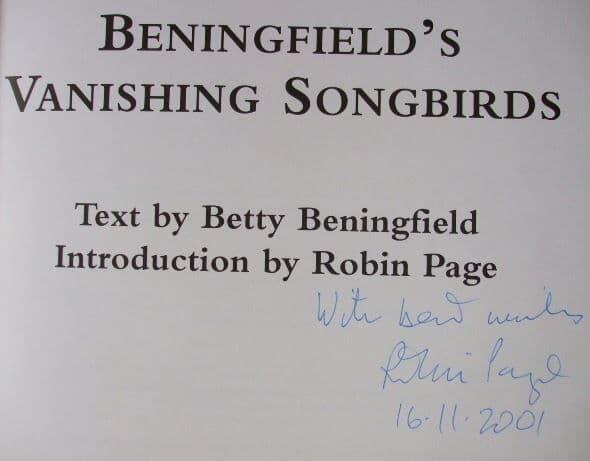 BENINGFIELD'S
VANISHING SONGBIRDS
Text by Betty Beningfield
Introduction by Robin Page
With best wishes
Robin Page
16.11.2001